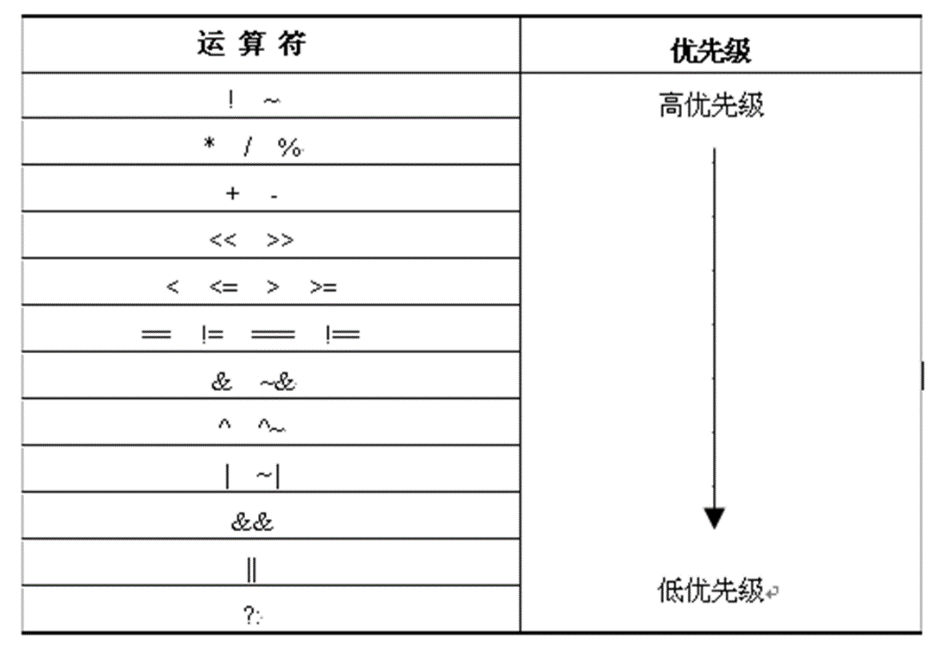 运 算 符 优先级
! ~ 高优先级
* / %
+ -
<< >>
< <= > >=
== != === !==
& ~&
^ ^~
| ~|
&&
||
?: 低优先级↵